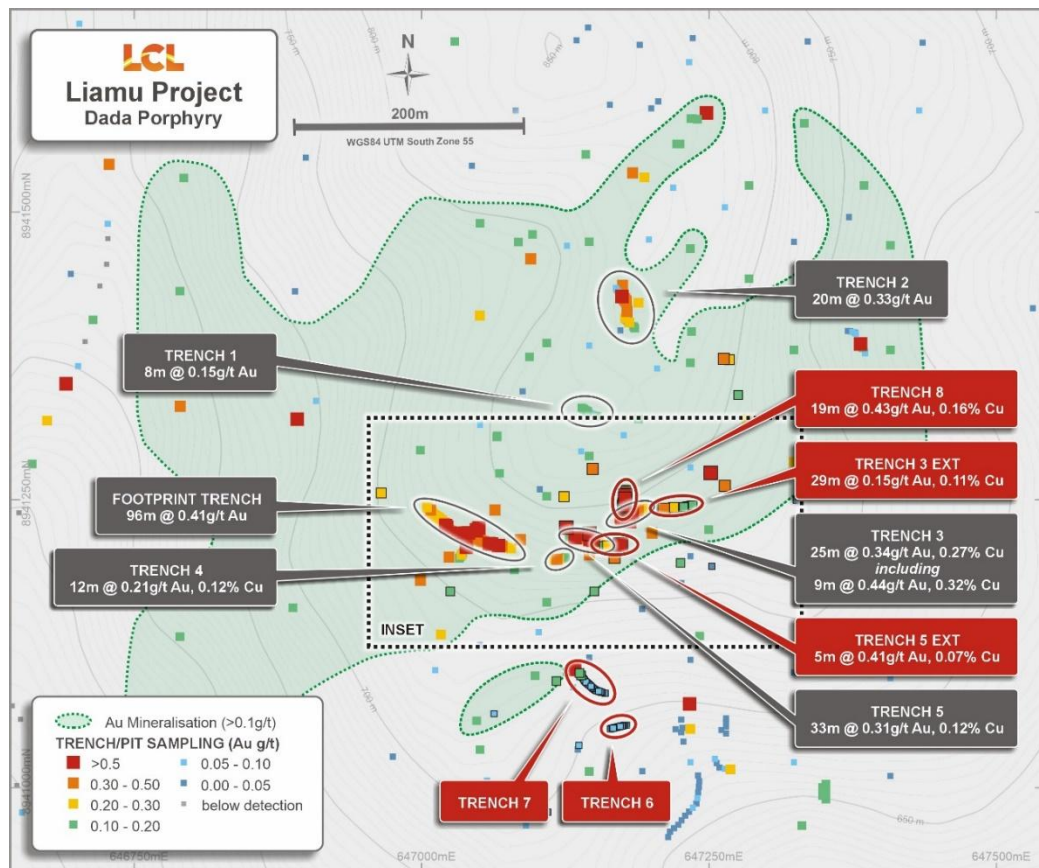 LCL
Liamu Project
Dada Porphyry
N
200m
WGS84 UTM South Zone 55
750 m
800 m
850 m
800 m
750 m
700 m
650 m
8941500mN
8941250mN
8941000mN
646750mE
647000mE
647250mE
647500mE
TRENCH 2
20m @ 0.33g/t Au
TRENCH 1
8m @ 0.15g/t Au
TRENCH 8
19m @ 0.43g/t Au, 0.16% Cu
TRENCH 3 EXT
29m @ 0.15g/t Au, 0.11% Cu
FOOTPRINT TRENCH
96m @ 0.41g/t Au
TRENCH 3
25m @ 0.34g/t Au, 0.27% Cu
including
9m @ 0.44g/t Au, 0.32% Cu
TRENCH 4
12m @ 0.21g/t Au, 0.12% Cu
INSET
TRENCH 5 EXT
5m @ 0.41g/t Au, 0.07% Cu
TRENCH 5
33m @ 0.31g/t Au, 0.12% Cu
TRENCH 7
TRENCH 6
Au Mineralisation (>0.1g/t)
TRENCH/PIT SAMPLING (Au g/t)
>0.5
0.30 - 0.50
0.20 - 0.30
0.10 - 0.20
0.05 - 0.10
0.00 - 0.05
below detection